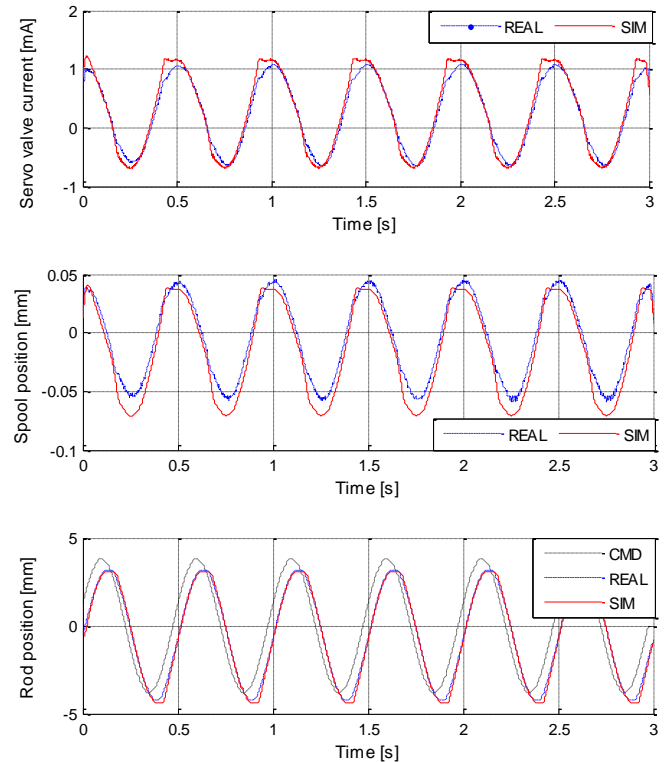 REAL SIM
Servo valve current [mA]
2
1
0
-1
0 0.5 1 1.5 2 2.5 3
Time [s]
Spool position [mm]
0.05
0
-0.05
-0.1
REAL SIM
0 0.5 1 1.5 2 2.5 3
Time [s]
Rod position [mm]
5
0
-5
CMD
REAL
SIM
0 0.5 1 1.5 2 2.5 3
Time [s]